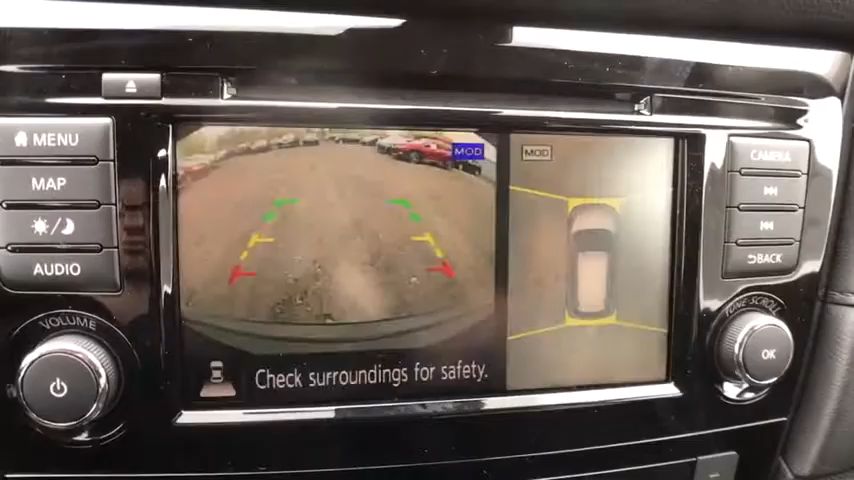 MENU
MAP
AUDIO
VOLUME
MOD
MOD
Check surroundings for safety.
CAMERA
BACK
TUNE·SCROLL
OK